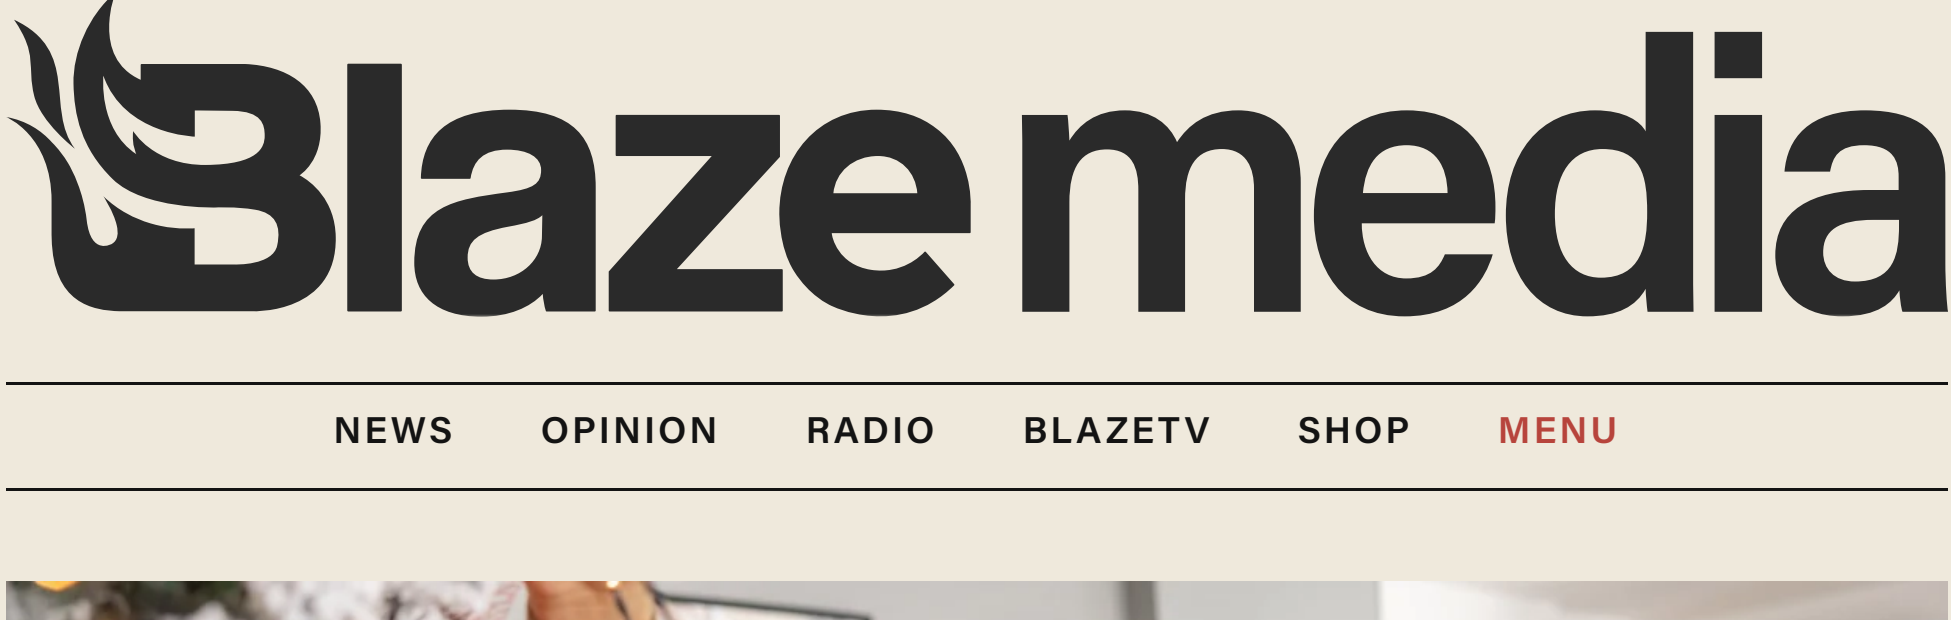 Blaze media
NEWS OPINION RADIO BLAZETV SHOP MENU